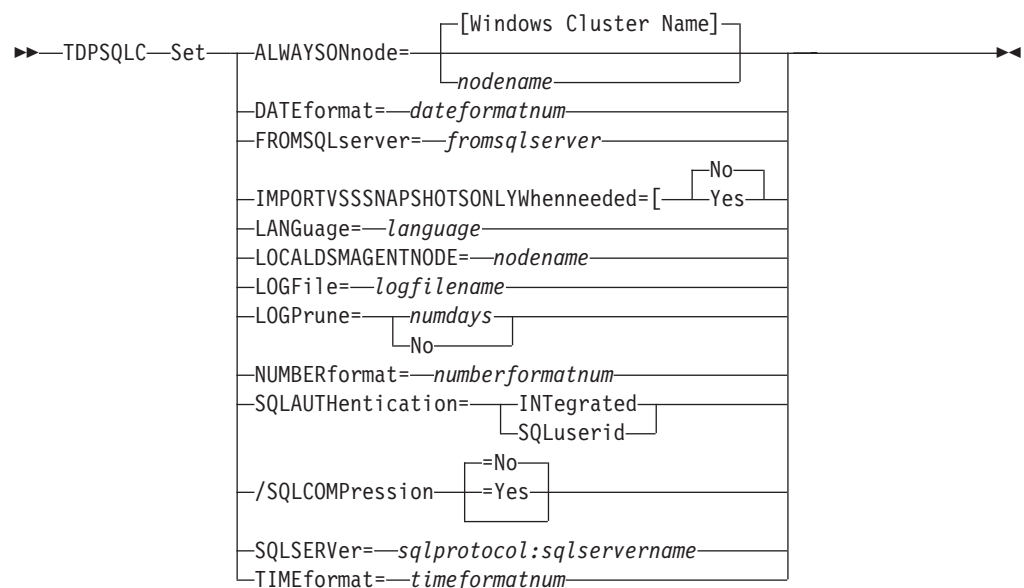 [Windows Cluster Name]
TDPSQLC Set ALWAYSONnode=
nodename
DATEformat= dateformatnum
FROMSQLserver= fromsqlserver
No
IMPORTVSSSNAPSHOTSONLYWhenneeded=[ Yes
LANGuage= language
LOCALDSMAGENTNODE= nodename
LOGFile= logfilename
LOGPrune= numdays
No
NUMBERformat= numberformatnum
SQLAUTHentication= INTegrated
SQLuserid
=No
/SQLCOMPression =Yes
SQLSERVer= sqlprotocol:sqlservername
TIMEformat= timeformatnum